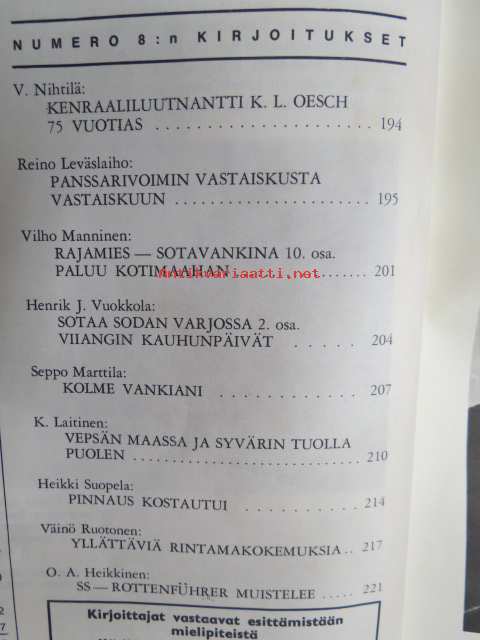 NUMERO 8:n KIRJOITUKSET
V. Nihtilä:
KENRAALILUUTNANTTI K. L. OESCH
75 VUOTIAS ...................... 194
Reino Leväslaiho:
PANSSARIVOIMIN VASTAISKUSTA
VASTAISKUUN ...................... 195
Vilho Manninen:
RAJAMIES — SOTAVANKINA 10. osa.
PALUU KOTIMAAHAN .............. 201
antikvariaatti.net
Henrik J. Vuokkola:
SOTAA SODAN VARJOSSA 2. osa.
VIIANGIN KAUHUNPÄIVÄT ..... 204
Seppo Marttila:
KOLME VANKIANI ............ 207
K. Laitinen:
VEPSÄN MAASSA JA SYVÄRIN TUOLLA
PUOLEN ......................... 210
Heikki Suopela:
PINNAUS KOSTAUTUI .......... 214
Väinö Ruotonen:
YLLÄTTÄVIÄ RINTAMAKOKEMUKSIA .. 217
O. A. Heikkinen:
SS — ROTTENFÜHRER MUISTELEE ..... 221
Kirjoittajat vastaavat esittämistään
mielipiteistä